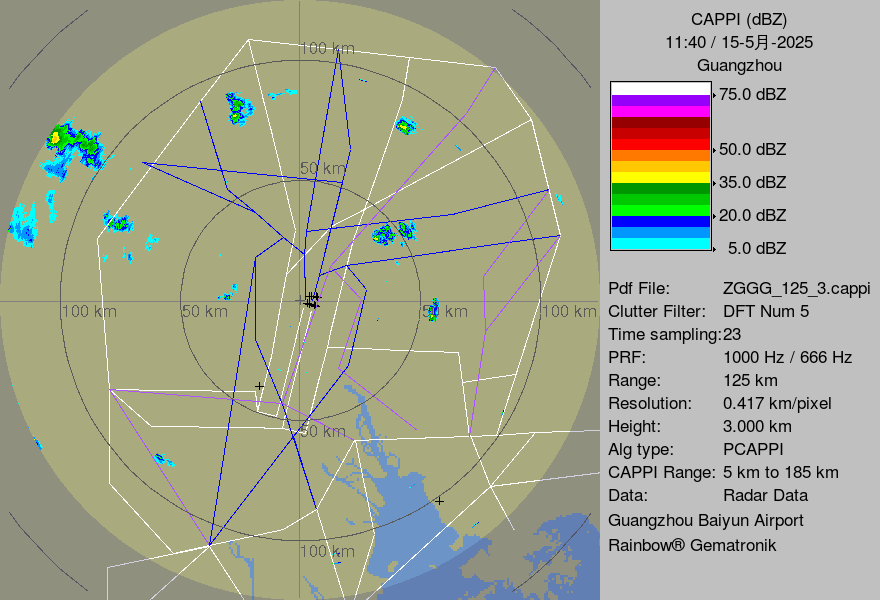 CAPPI (dBZ)
11:40 / 15-5月-2025
Guangzhou
75.0 dBZ
50.0 dBZ
35.0 dBZ
20.0 dBZ
5.0 dBZ
Pdf File: ZGGG_125_3.cappi
Clutter Filter: DFT Num 5
Time sampling:23
PRF: 1000 Hz / 666 Hz
Range: 125 km
Resolution: 0.417 km/pixel
Height: 3.000 km
Alg type: PCAPPI
CAPPI Range: 5 km to 185 km
Data: Radar Data
Guangzhou Baiyun Airport
Rainbow® Gematronik
100 km
50 km
100 km
50 km
50 km
100 km
50 km
100 km